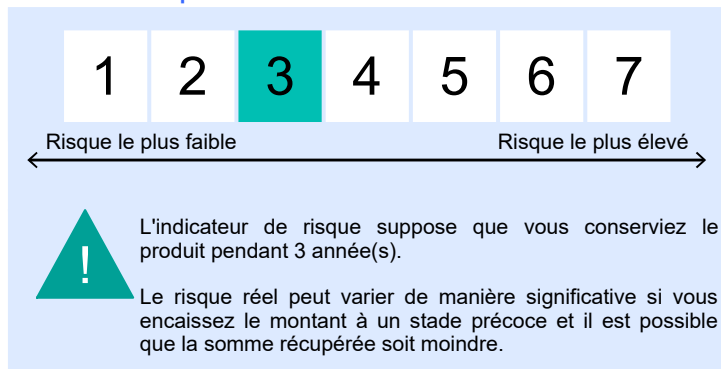 1 2 3 4 5 6 7
Risque le plus faible Risque le plus élevé
!
L'indicateur de risque suppose que vous conserviez le
produit pendant 3 année(s).
Le risque réel peut varier de manière significative si vous
encaissez le montant à un stade précoce et il est possible
que la somme récupérée soit moindre.